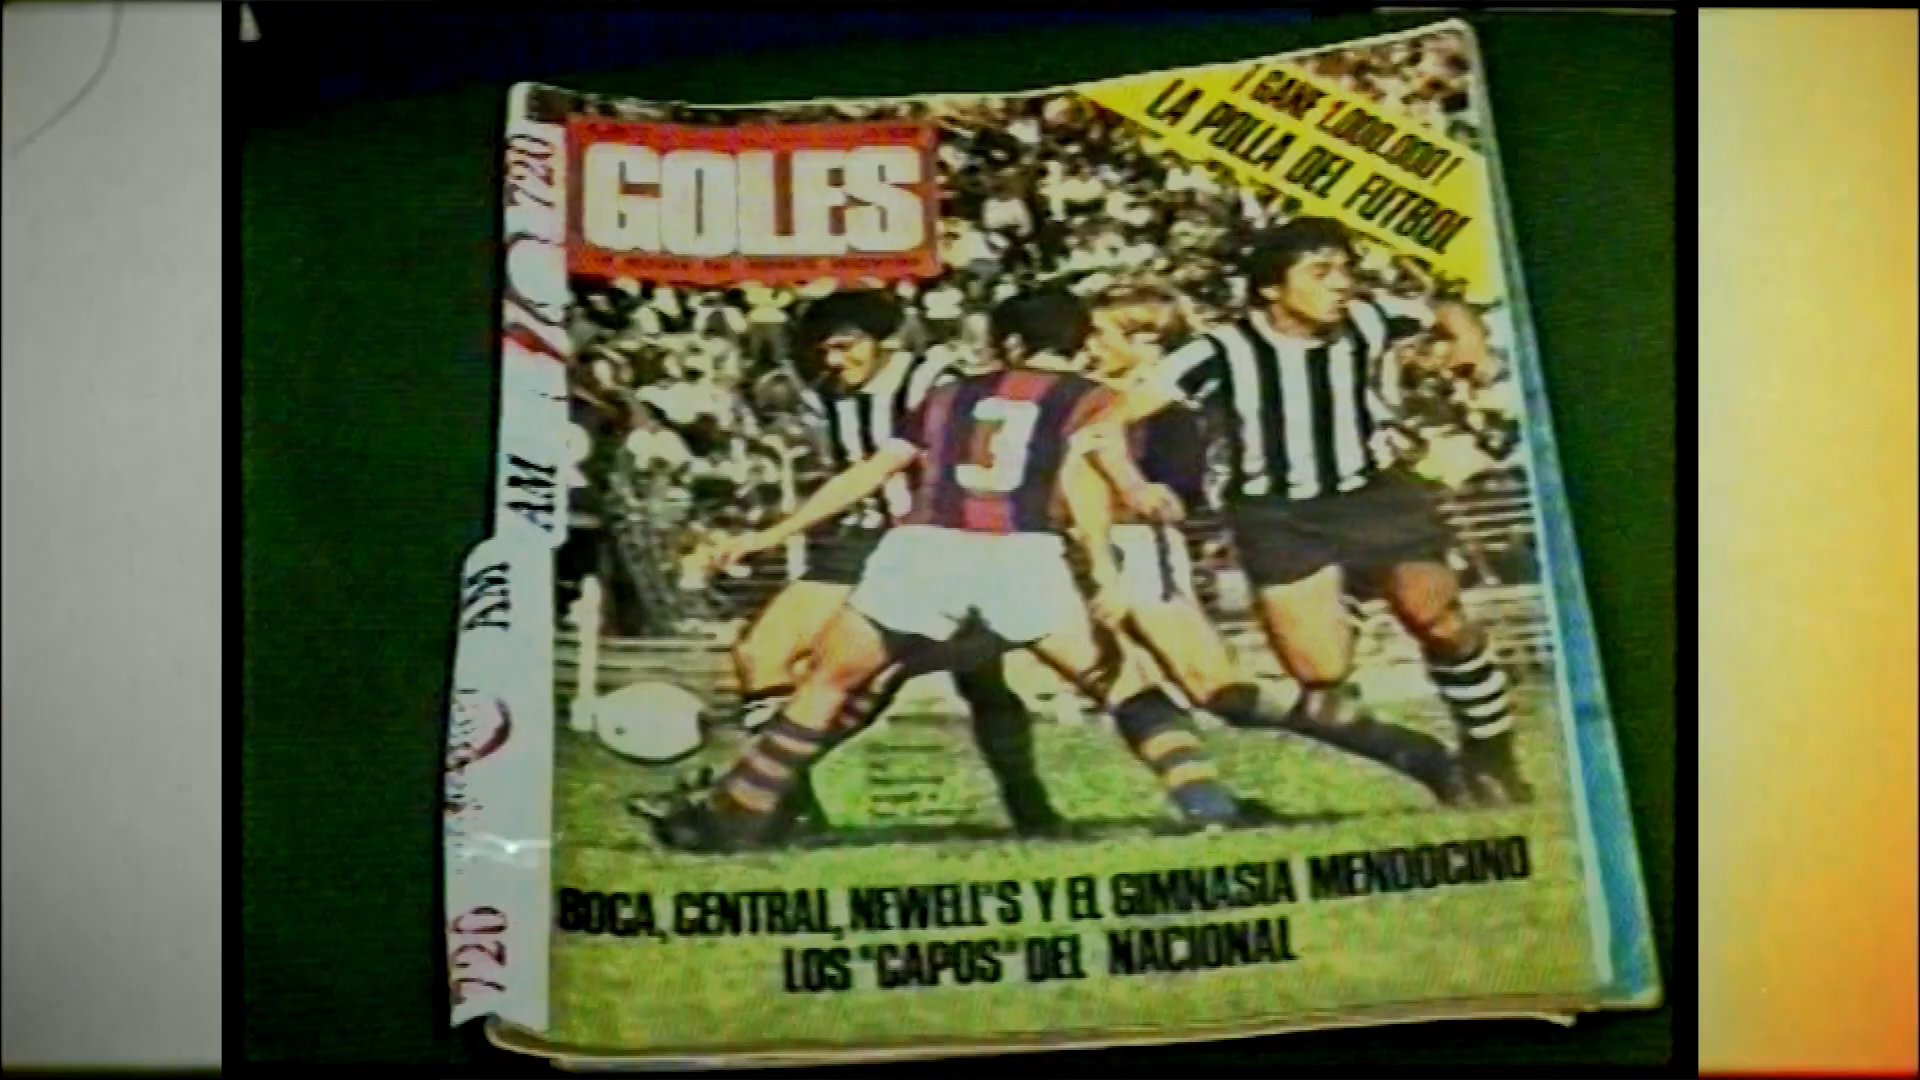 ¡GANE 1.000.000!
LA POLLA DEL FUTBOL
GOLES
720
3
AM
AM
720
BOCA, CENTRAL, NEWELL'S Y EL GIMNASIA MENDOCINO
LOS "CAPOS" DEL NACIONAL